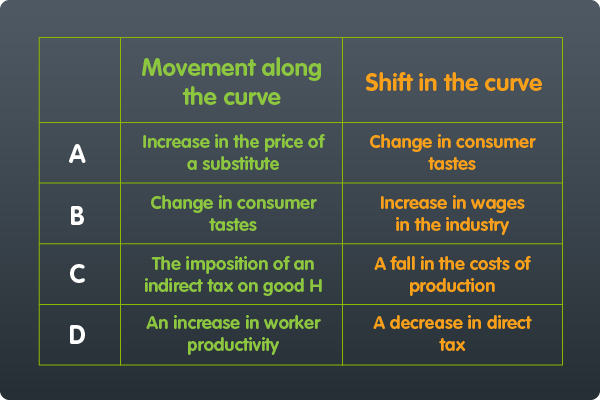 Movement along
the curve
Shift in the curve
A
Increase in the price of
a substitute
Change in consumer
tastes
B
Change in consumer
tastes
Increase in wages
in the industry
C
The imposition of an
indirect tax on good H
A fall in the costs of
production
D
An increase in worker
productivity
A decrease in direct
tax